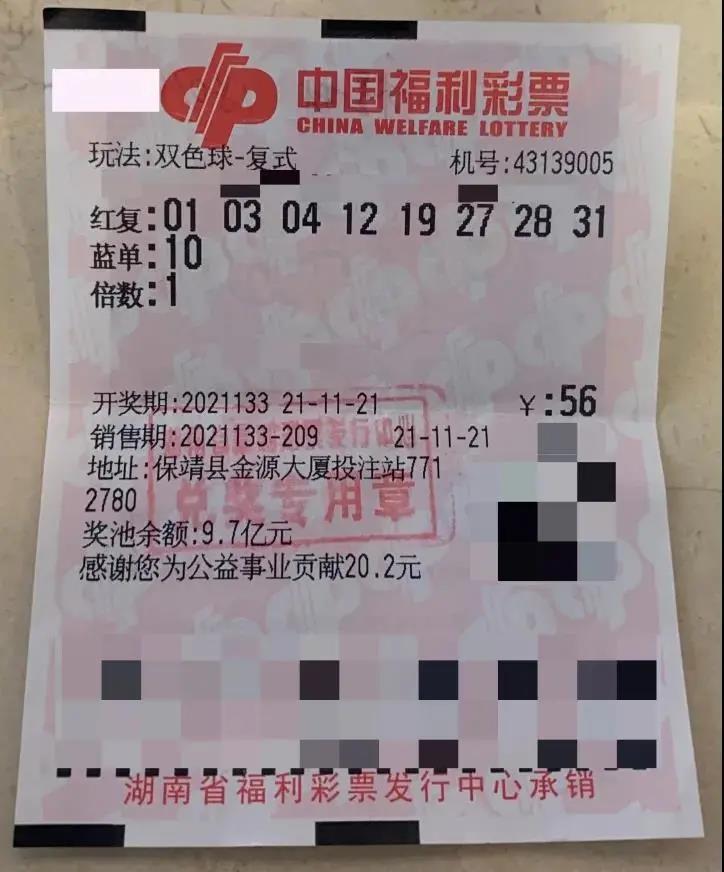 中国福利彩票
CHINA WELFARE LOTTERY
玩法:双色球-复式 机号:43139005
红复:01 03 04 12 19 27 28 31
蓝单:10
倍数:1
开奖期:2021133 21-11-21 ¥:56
销售期:2021133-209 21-11-21
地址:保靖县金源大厦投注站771
2780
兑奖专用章
奖池余额:9.7亿元
感谢您为公益事业贡献20.2元
湖南省福利彩票发行中心承销